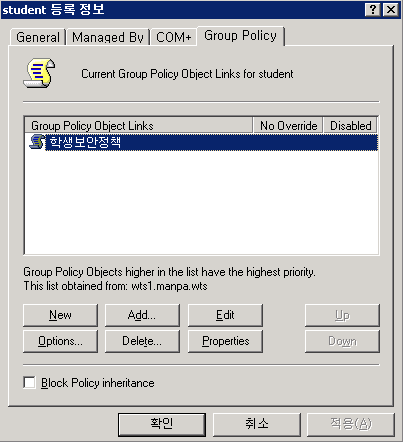 student 등록 정보
General Managed By COM+ Group Policy
Current Group Policy Object Links for student
Group Policy Object Links No Override Disabled
학생보안정책
Group Policy Objects higher in the list have the highest priority.
This list obtained from: wts1.manpa.wts
New Add... Edit Up
Options... Delete... Properties Down
Block Policy inheritance
확인 취소 적용(A)